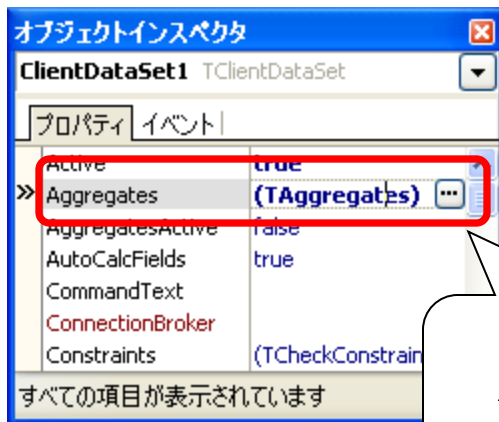 オブジェクトインスペクタ
ClientDataSet1 TClientDataSet
プロパティ イベント
Active true
Aggregates (TAggregates)
AggregatesActive false
AutoCalcFields true
CommandText
ConnectionBroker
Constraints (TCheckConstrain
すべての項目が表示されています